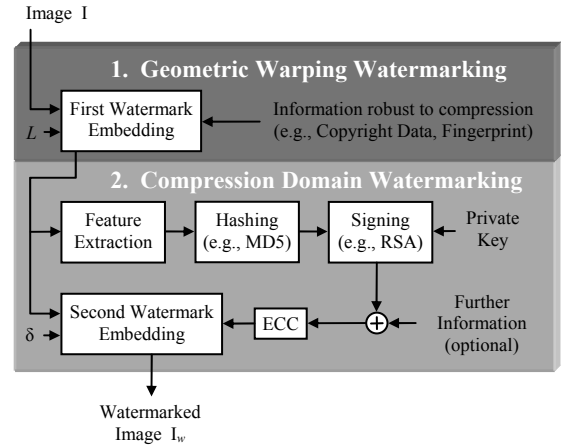 Image I
1. Geometric Warping Watermarking
First Watermark
Embedding
L
Information robust to compression
(e.g., Copyright Data, Fingerprint)
2. Compression Domain Watermarking
Feature
Extraction
Hashing
(e.g., MD5)
Signing
(e.g., RSA)
Private
Key
Second Watermark
Embedding
δ
ECC
+
Further
Information
(optional)
Watermarked
Image Iw